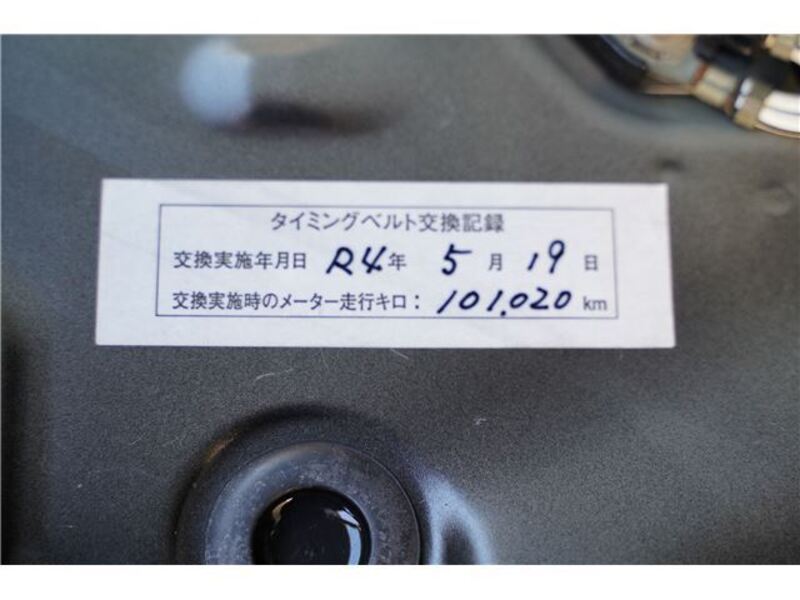 タイミングベルト交換記録
交換実施年月日 R4年 5月 19日
交換実施時のメーター走行キロ：101,020 km